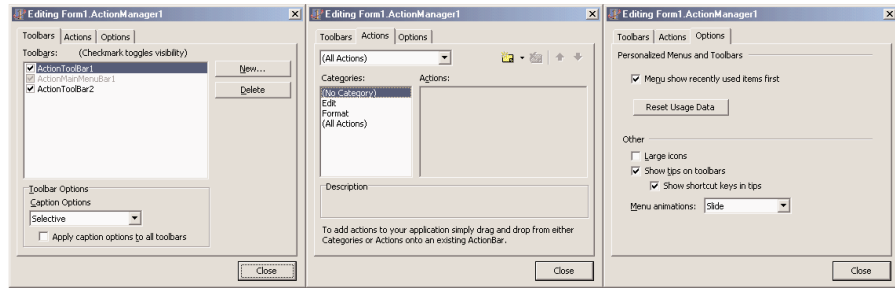 Editing Form1.ActionManager1
Toolbars Actions Options
Toolbars: (Checkmark toggles visibility)
ActionToolBar1
ActionMainMenuBar1
ActionToolBar2
New...
Delete
Toolbar Options
Caption Options
Selective
Apply caption options to all toolbars
Close
Editing Form1.ActionManager1
Toolbars Actions Options
(All Actions)
Categories: Actions:
(No Category)
Edit
Format
(All Actions)
Description
To add actions to your application simply drag and drop from either
Categories or Actions onto an existing ActionBar.
Close
Editing Form1.ActionManager1
Toolbars Actions Options
Personalized Menus and Toolbars
Menu show recently used items first
Reset Usage Data
Other
Large icons
Show tips on toolbars
Show shortcut keys in tips
Menu animations: Slide
Close